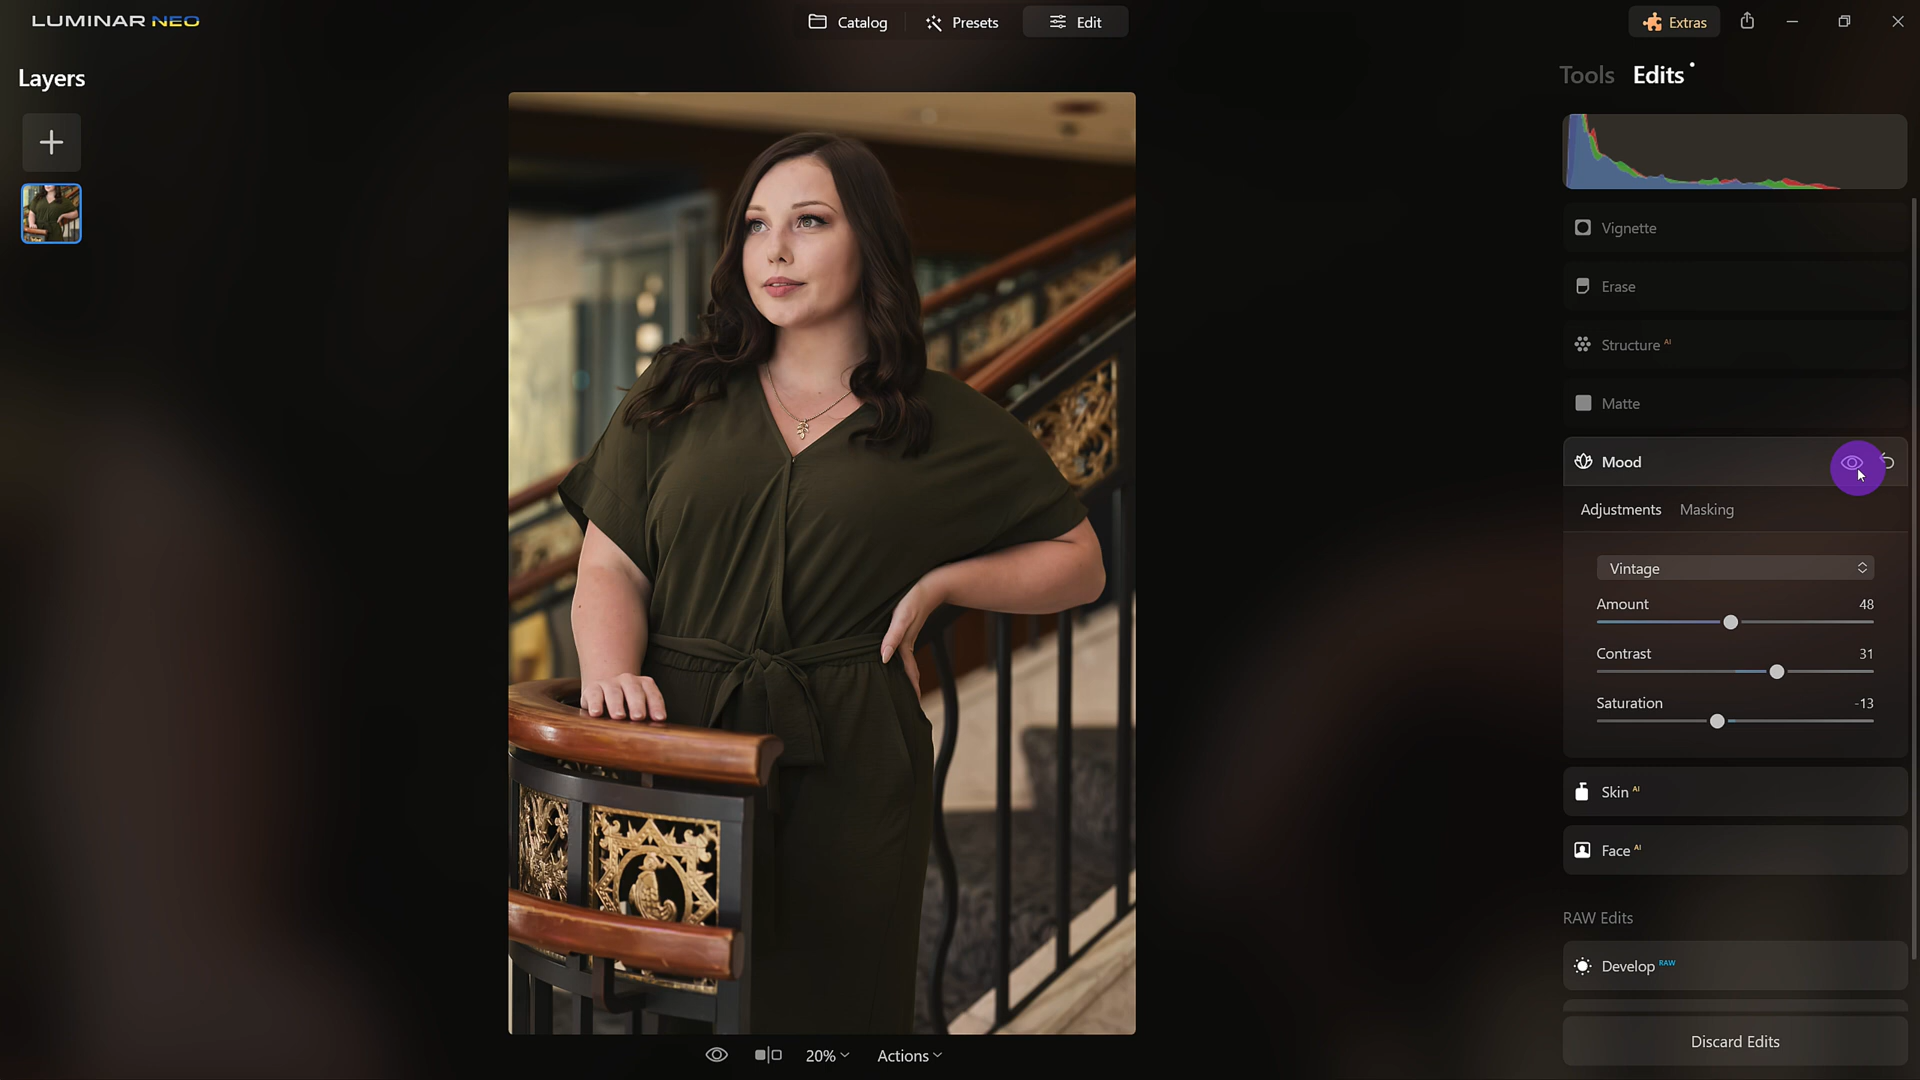 LUMINAR NEO
Catalog
Presets
Edit
Extras
Layers
Tools Edits
Vignette
Erase
Structure AI
Matte
Mood
Adjustments Masking
Vintage
Amount 48
Contrast 31
Saturation -13
Skin AI
Face AI
RAW Edits
Develop RAW
Discard Edits
20%
Actions